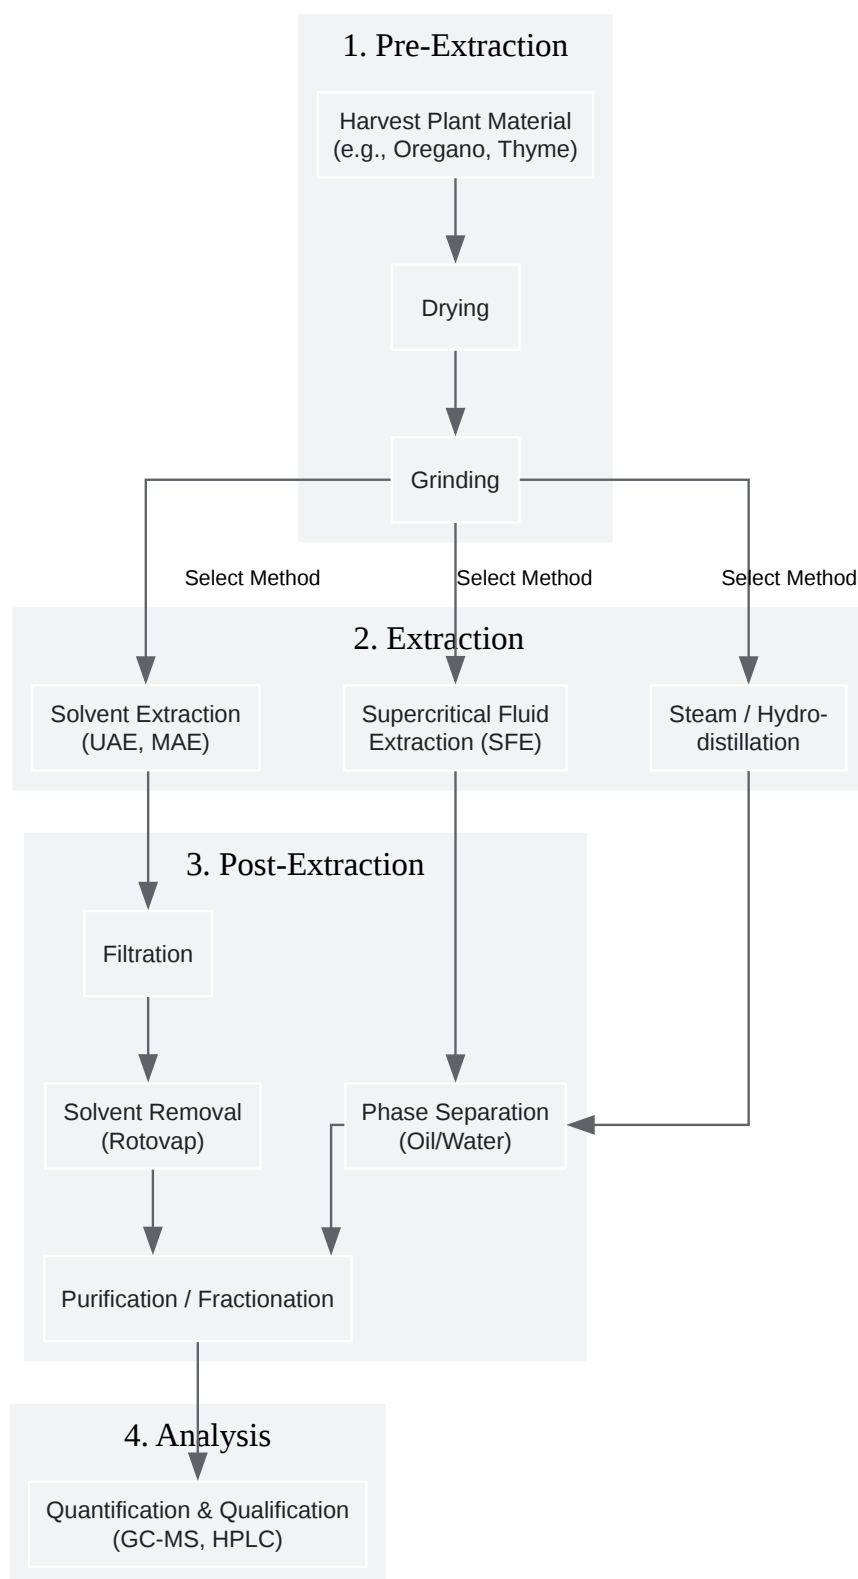 1. Pre-Extraction
Harvest Plant Material
(e.g., Oregano, Thyme)
Drying
Grinding
Select Method
Select Method
Select Method
2. Extraction
Solvent Extraction
(UAE, MAE)
Supercritical Fluid
Extraction (SFE)
Steam / Hydro-
distillation
3. Post-Extraction
Filtration
Solvent Removal
(Rotovap)
Phase Separation
(Oil/Water)
Purification / Fractionation
4. Analysis
Quantification & Qualification
(GC-MS, HPLC)